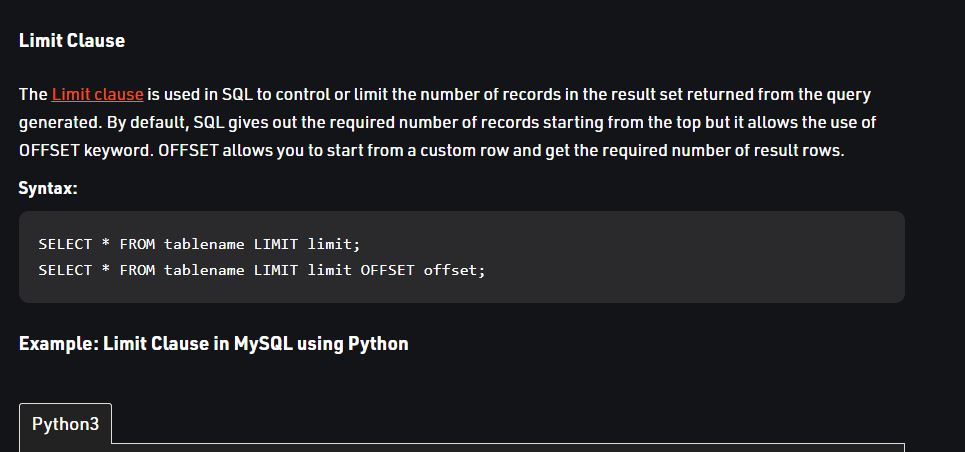 Limit Clause
The Limit clause is used in SQL to control or limit the number of records in the result set returned from the query
generated. By default, SQL gives out the required number of records starting from the top but it allows the use of
OFFSET keyword. OFFSET allows you to start from a custom row and get the required number of result rows.
Syntax:
SELECT * FROM tablename LIMIT limit;
SELECT * FROM tablename LIMIT limit OFFSET offset;
Example: Limit Clause in MySQL using Python
Python3